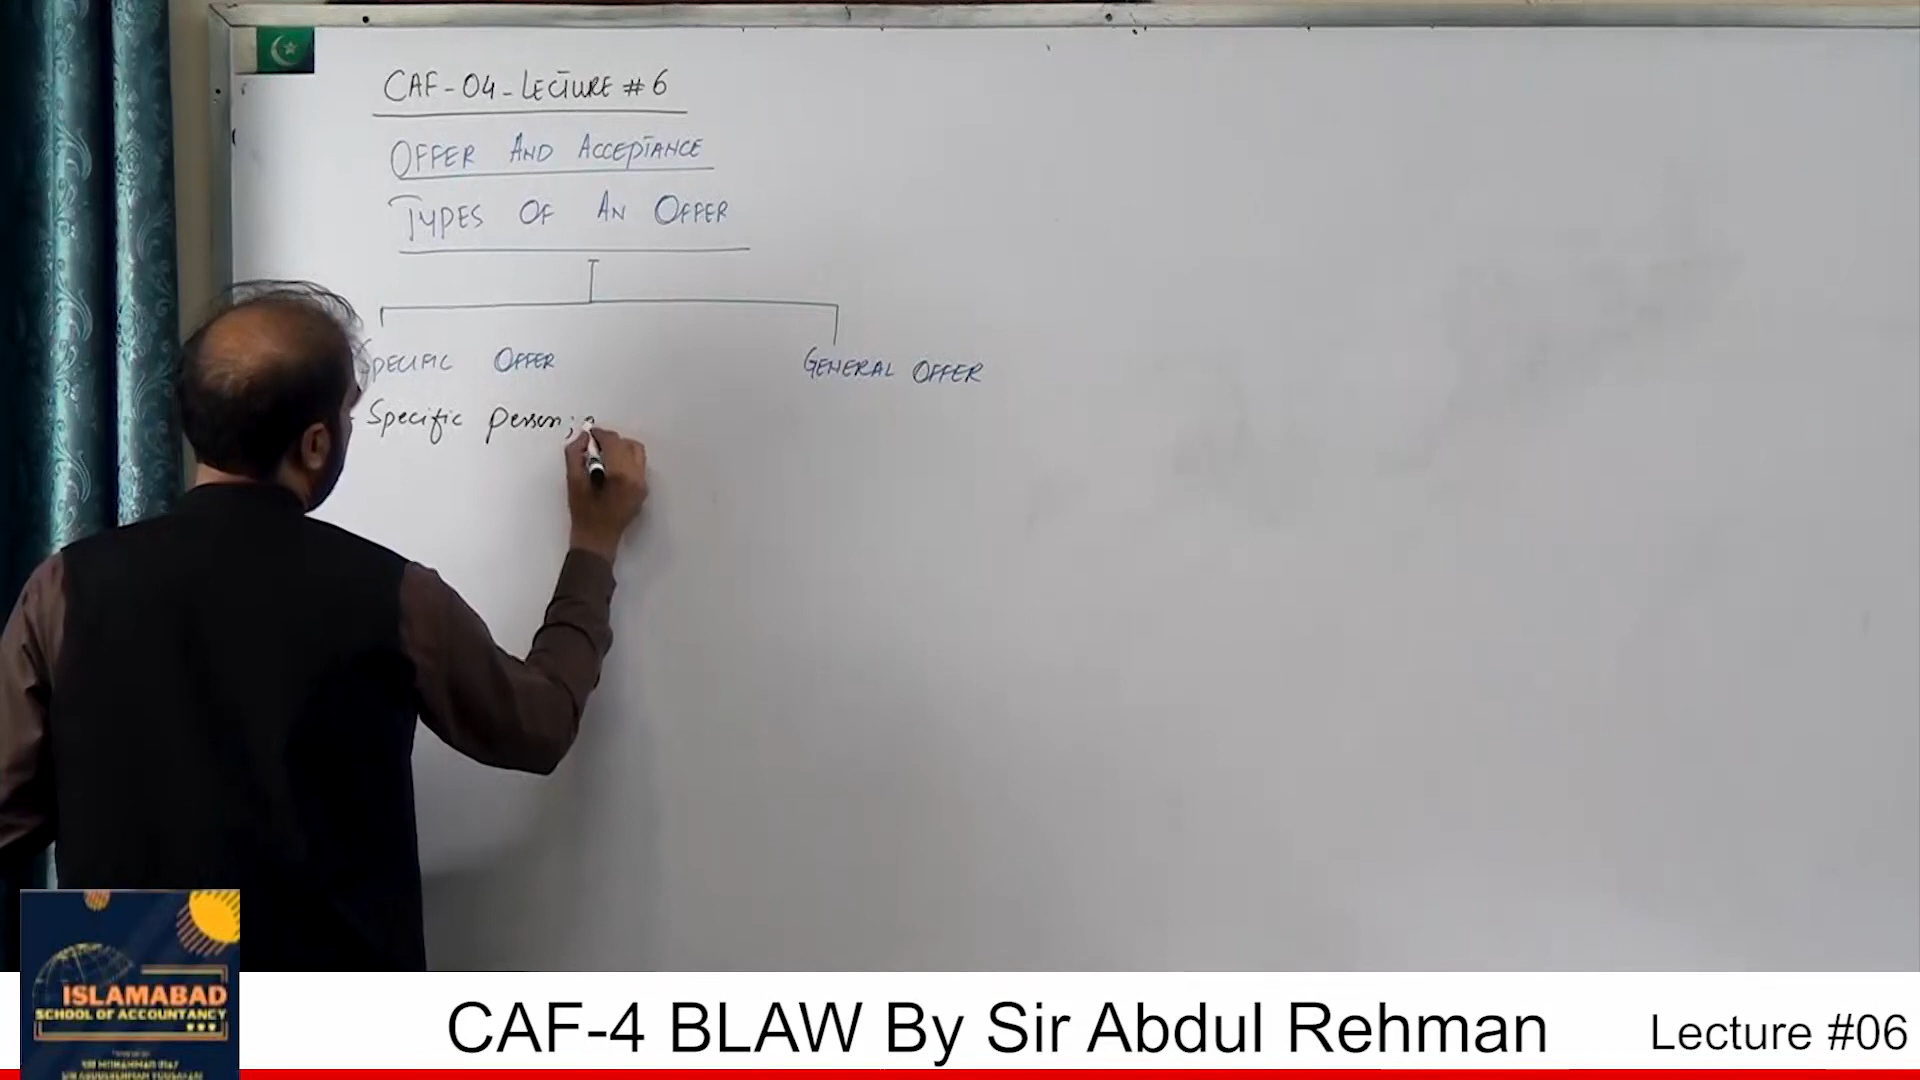 CAF-04-LECTURE #6
OFFER AND ACCEPTANCE
TYPES OF AN OFFER
SPECIFIC OFFER
GENERAL OFFER
Specific person;
ISLAMABAD
SCHOOL OF ACCOUNTANCY
CAF-4 BLAW By Sir Abdul Rehman
Lecture #06